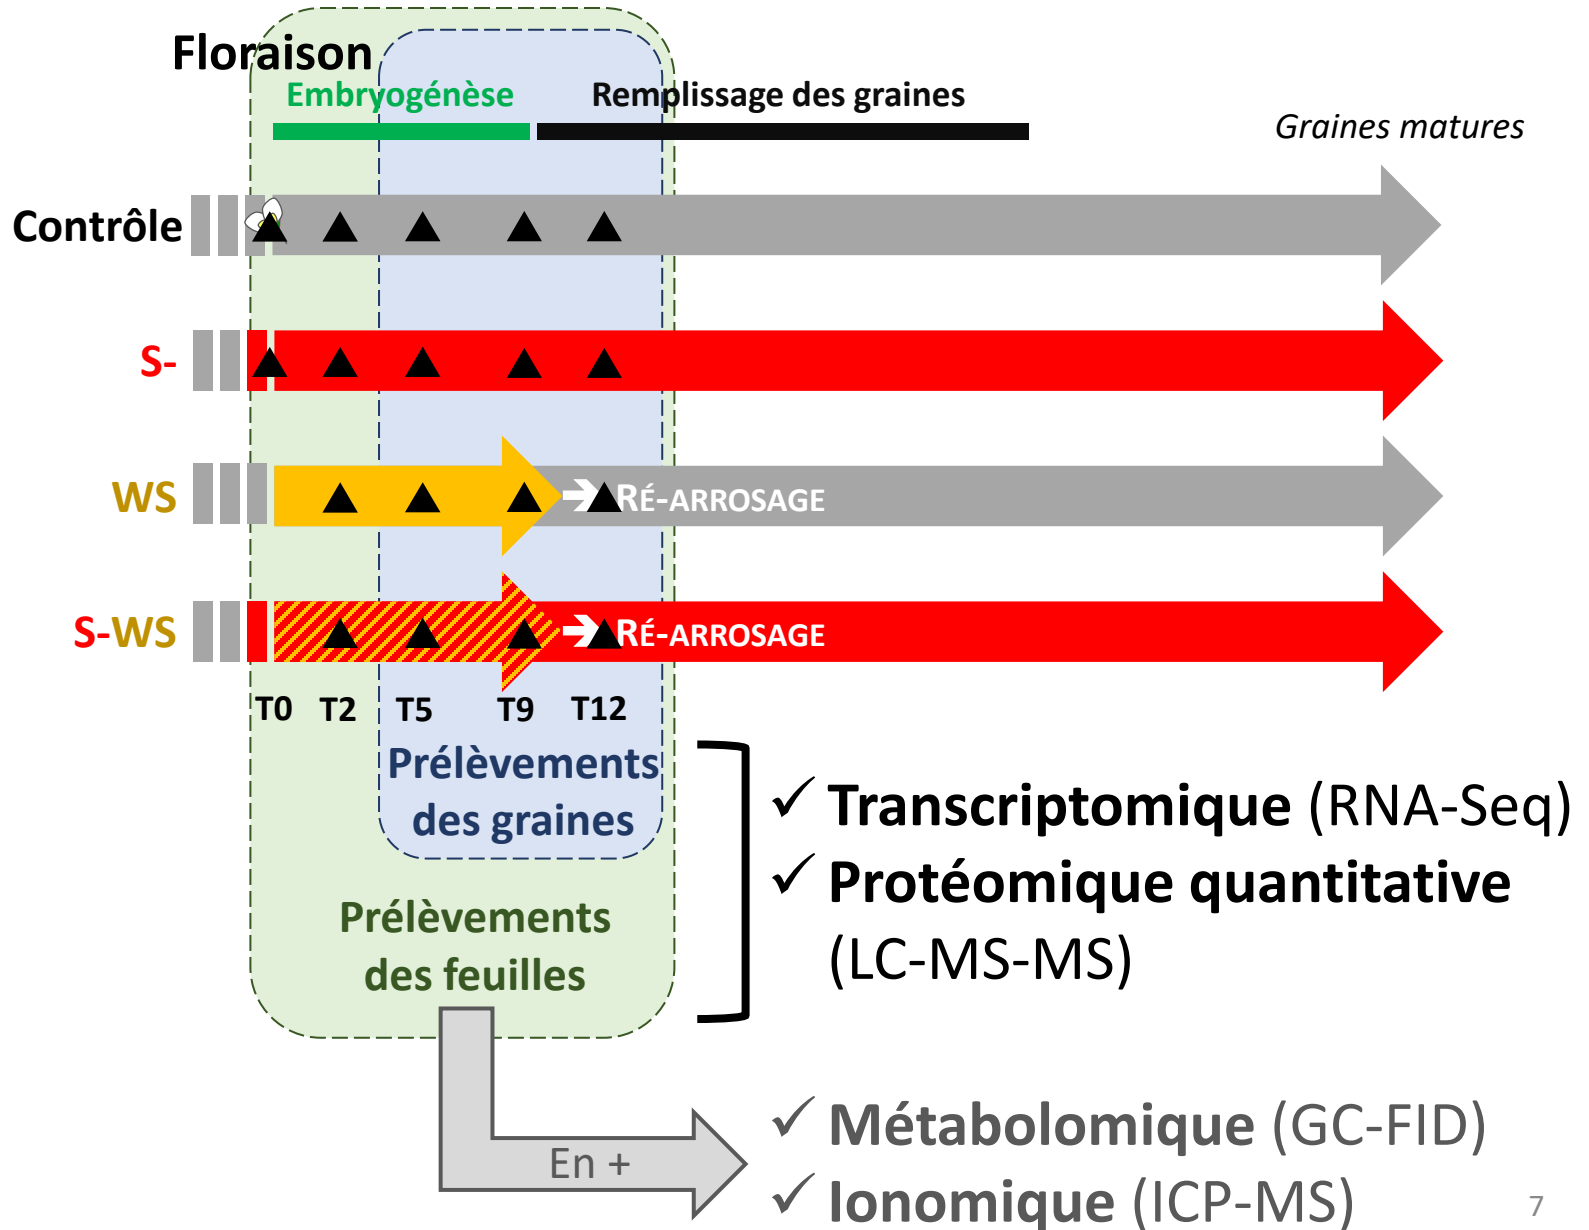 Floraison
Embryogénèse
Remplissage des graines
Graines matures
Contrôle
S-
WS
RÉ-ARROSAGE
S-WS
RÉ-ARROSAGE
T0 T2 T5 T9 T12
Prélèvements
des graines
Prélèvements
des feuilles
✓ Transcriptomique (RNA-Seq)
✓ Protéomique quantitative
(LC-MS-MS)
En +
✓ Métabolomique (GC-FID)
✓ Ionomique (ICP-MS)
7